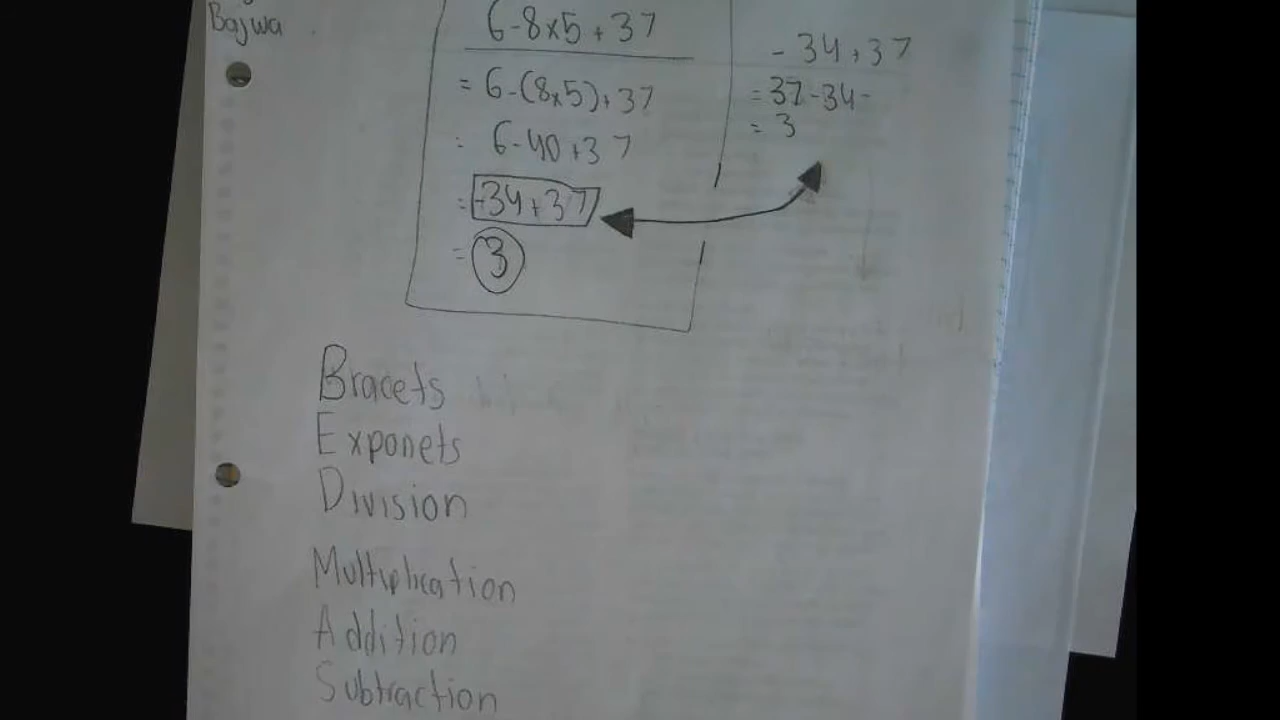 Bajwa
6-8x5+37
= 6-(8x5)+37
= 6-40+37
= -34+37
= 3
-34+37
= 37-34-
= 3
Bracets
Exponets
Division
Multiplication
Addition
Subtraction